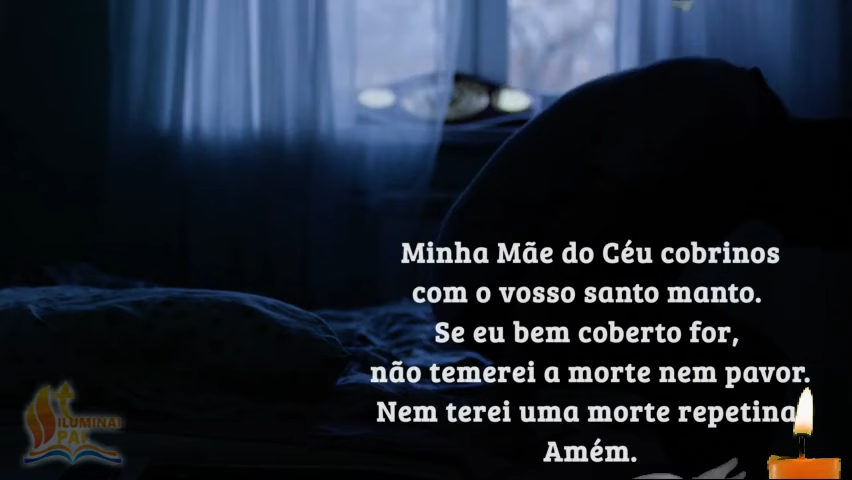 Minha Mãe do Céu cobrinos
com o vosso santo manto.
Se eu bem coberto for,
não temerei a morte nem pavor.
Nem terei uma morte repetina
Amém.
ILUMINAI
PAI